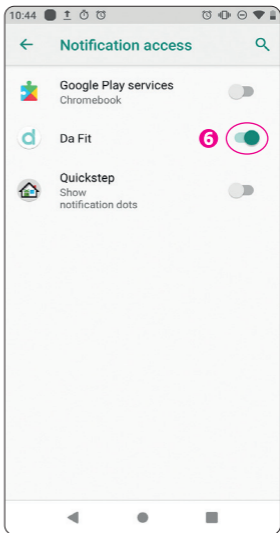 10:44
← Notification access
Google Play services
Chromebook
d Da Fit 6
Quickstep
Show
notification dots